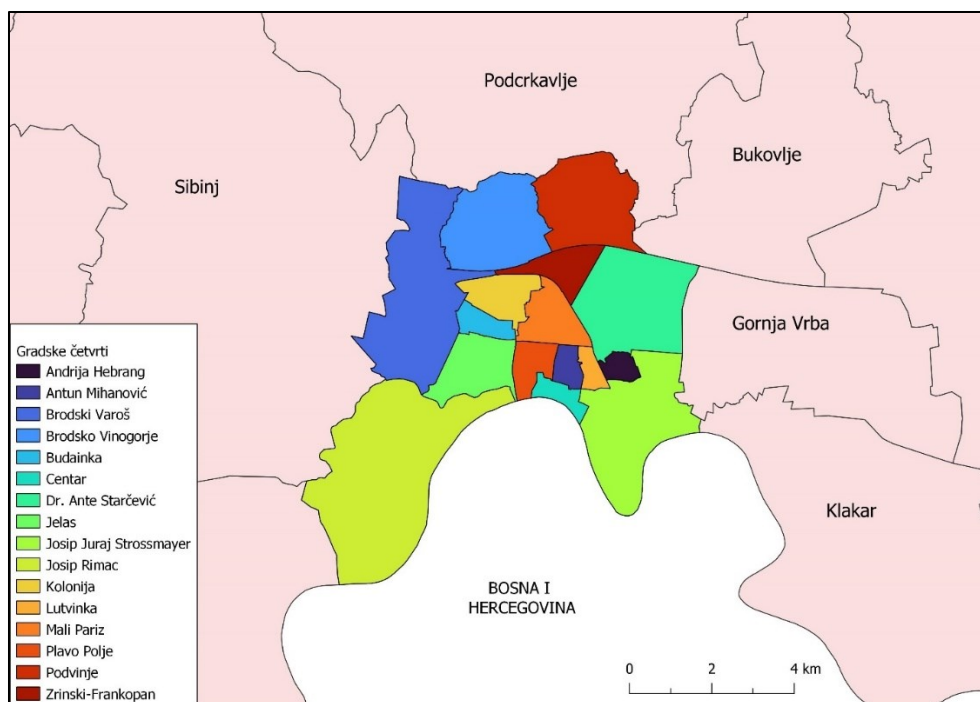 Podcrkavlje
Bukovlje
Sibinj
Gornja Vrba
Klakar
BOSNA I
HERCEGOVINA
Gradske četvrti
Andrija Hebrang
Antun Mihanović
Brodski Varoš
Brodsko Vinogorje
Budainka
Centar
Dr. Ante Starčević
Jelas
Josip Juraj Strossmayer
Josip Rimac
Kolonija
Lutvinka
Mali Pariz
Plavo Polje
Podvinje
Zrinski-Frankopan
0 2 4 km